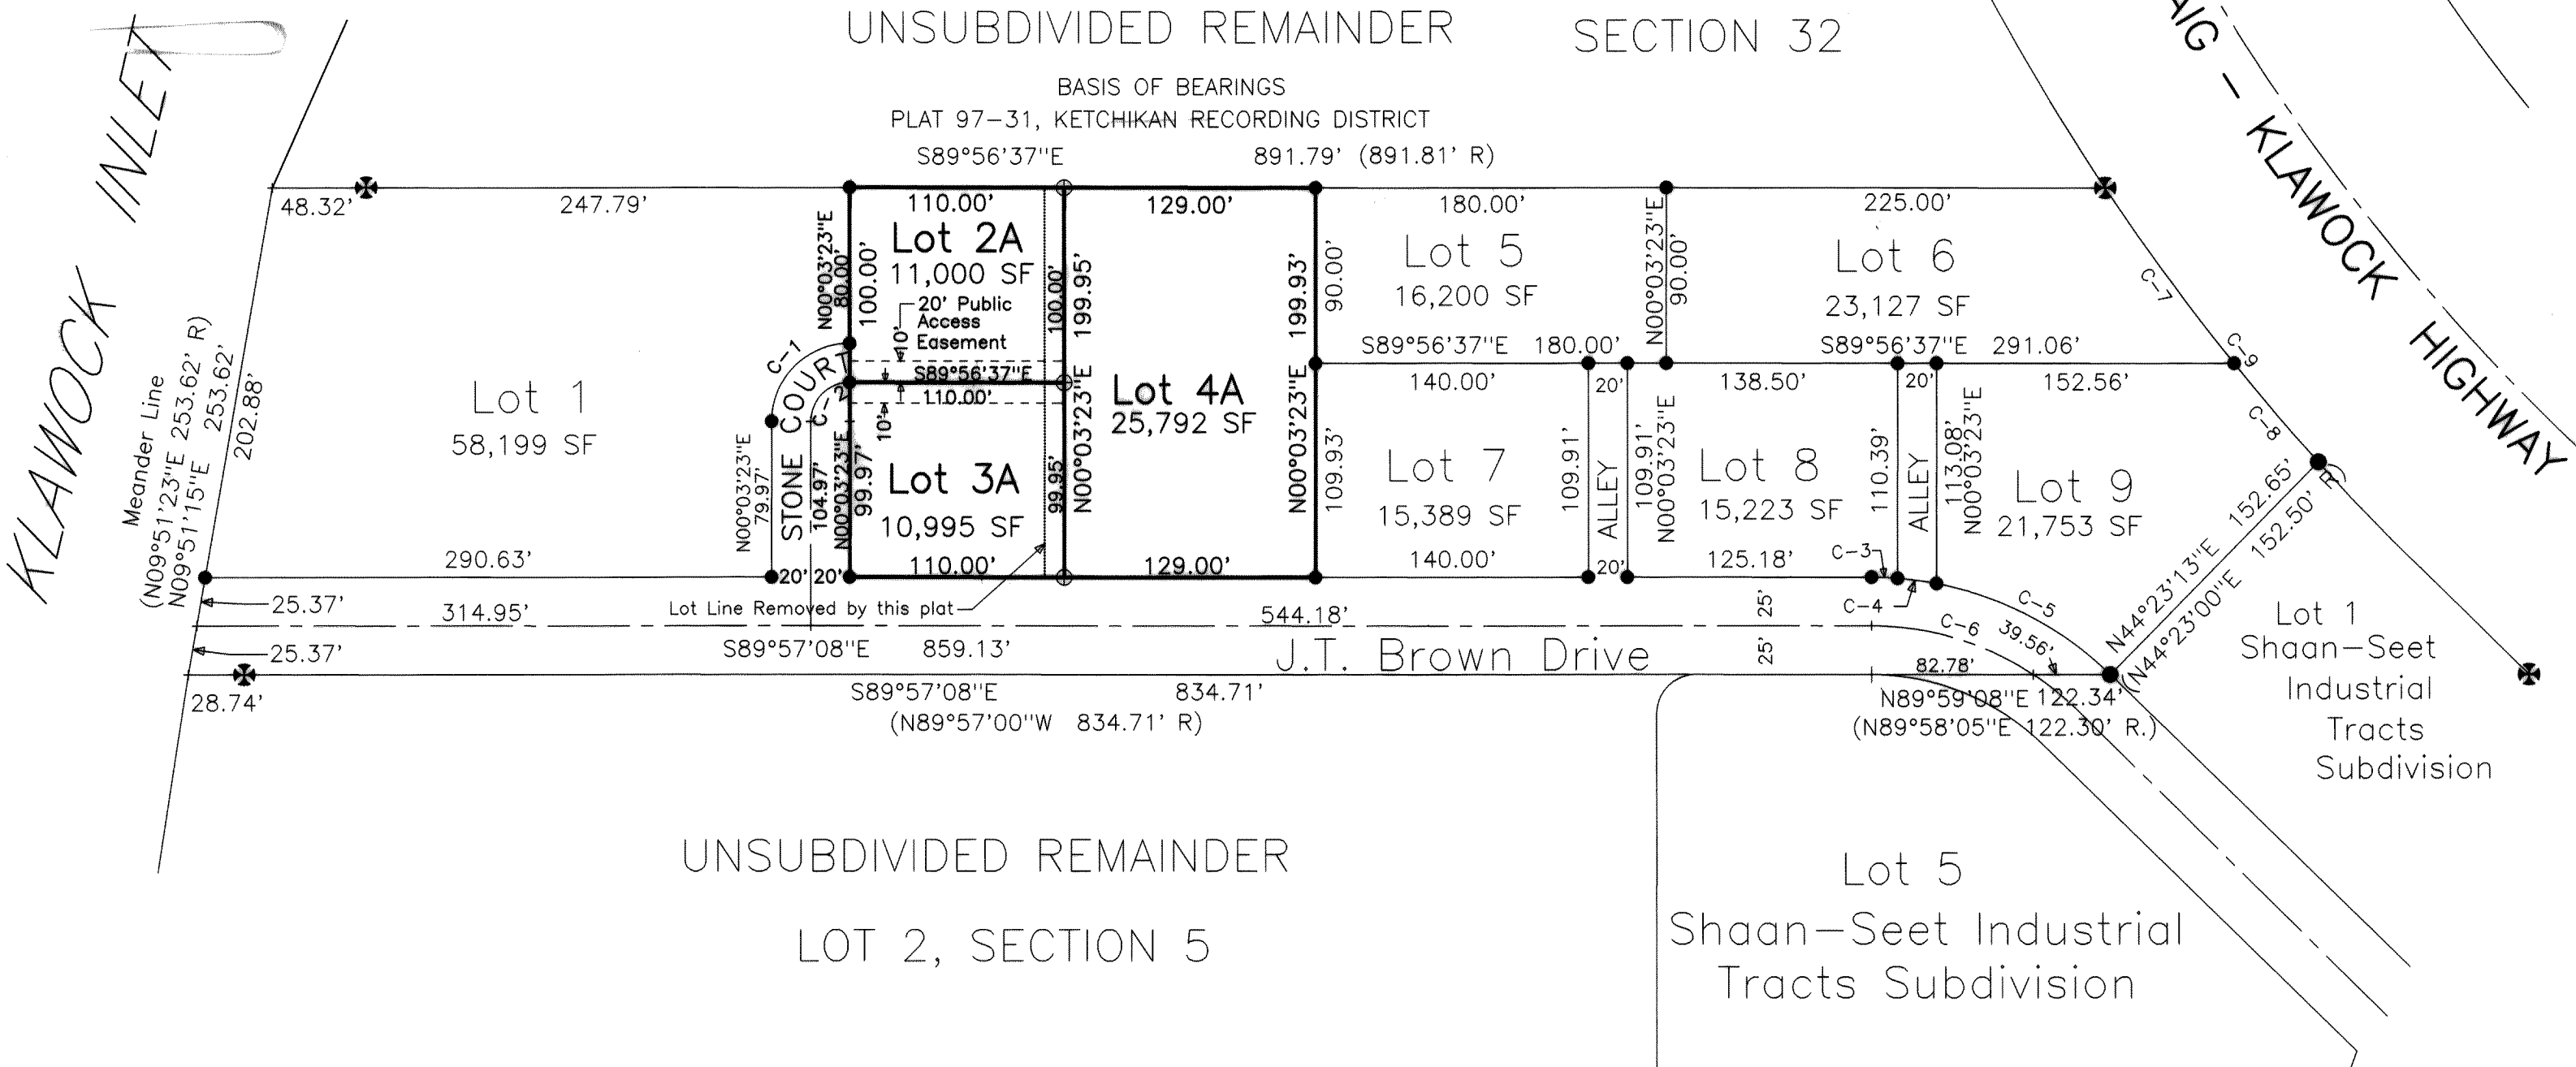 UNSUBDIVIDED REMAINDER
SECTION 32
BASIS OF BEARINGS
PLAT 97-31, KETCHIKAN RECORDING DISTRICT
S89°56'37"E 891.79' (891.81' R)
KLAWOCK INLET
AIG - KLAWOCK HIGHWAY
48.32'
247.79'
110.00'
129.00'
180.00'
225.00'
Meander Line
(N09°51'23"E 253.62' R)
N09°51'15"E 253.62'
202.88'
Lot 1
58,199 SF
290.63'
N00°03'23"E
80.00'
100.00'
Lot 2A
11,000 SF
20' Public
Access
Easement
10'
100.00'
199.95'
C-1
STONE COURT
C-2
N00°03'23"E
79.97'
104.97'
N00°03'23"E
99.97'
S89°56'37"E
110.00'
10'
Lot 3A
10,995 SF
99.95'
N00°03'23"E
110.00'
20' 20'
Lot 4A
25,792 SF
129.00'
199.93'
N00°03'23"E
90.00'
109.93'
Lot 5
16,200 SF
S89°56'37"E 180.00'
N00°03'23"E
90.00'
Lot 6
23,127 SF
S89°56'37"E 291.06'
C-7
C-9
C-8
140.00'
20'
138.50'
20'
152.56'
Lot 7
15,389 SF
140.00'
109.91'
ALLEY
20'
109.91'
N00°03'23"E
Lot 8
15,223 SF
125.18'
110.39'
ALLEY
113.08'
N00°03'23"E
Lot 9
21,753 SF
C-3
C-4
C-5
C-6
39.56'
N44°23'13"E 152.65'
(N44°23'00"E 152.50' R)
25.37'
314.95'
Lot Line Removed by this plat
544.18'
25'
25.37'
S89°57'08"E 859.13'
J.T. Brown Drive
25'
82.78'
28.74'
S89°57'08"E 834.71'
(N89°57'00"W 834.71' R)
N89°59'08"E 122.34'
(N89°58'05"E 122.30' R.)
Lot 1
Shaan-Seet
Industrial
Tracts
Subdivision
UNSUBDIVIDED REMAINDER
LOT 2, SECTION 5
Lot 5
Shaan-Seet Industrial
Tracts Subdivision